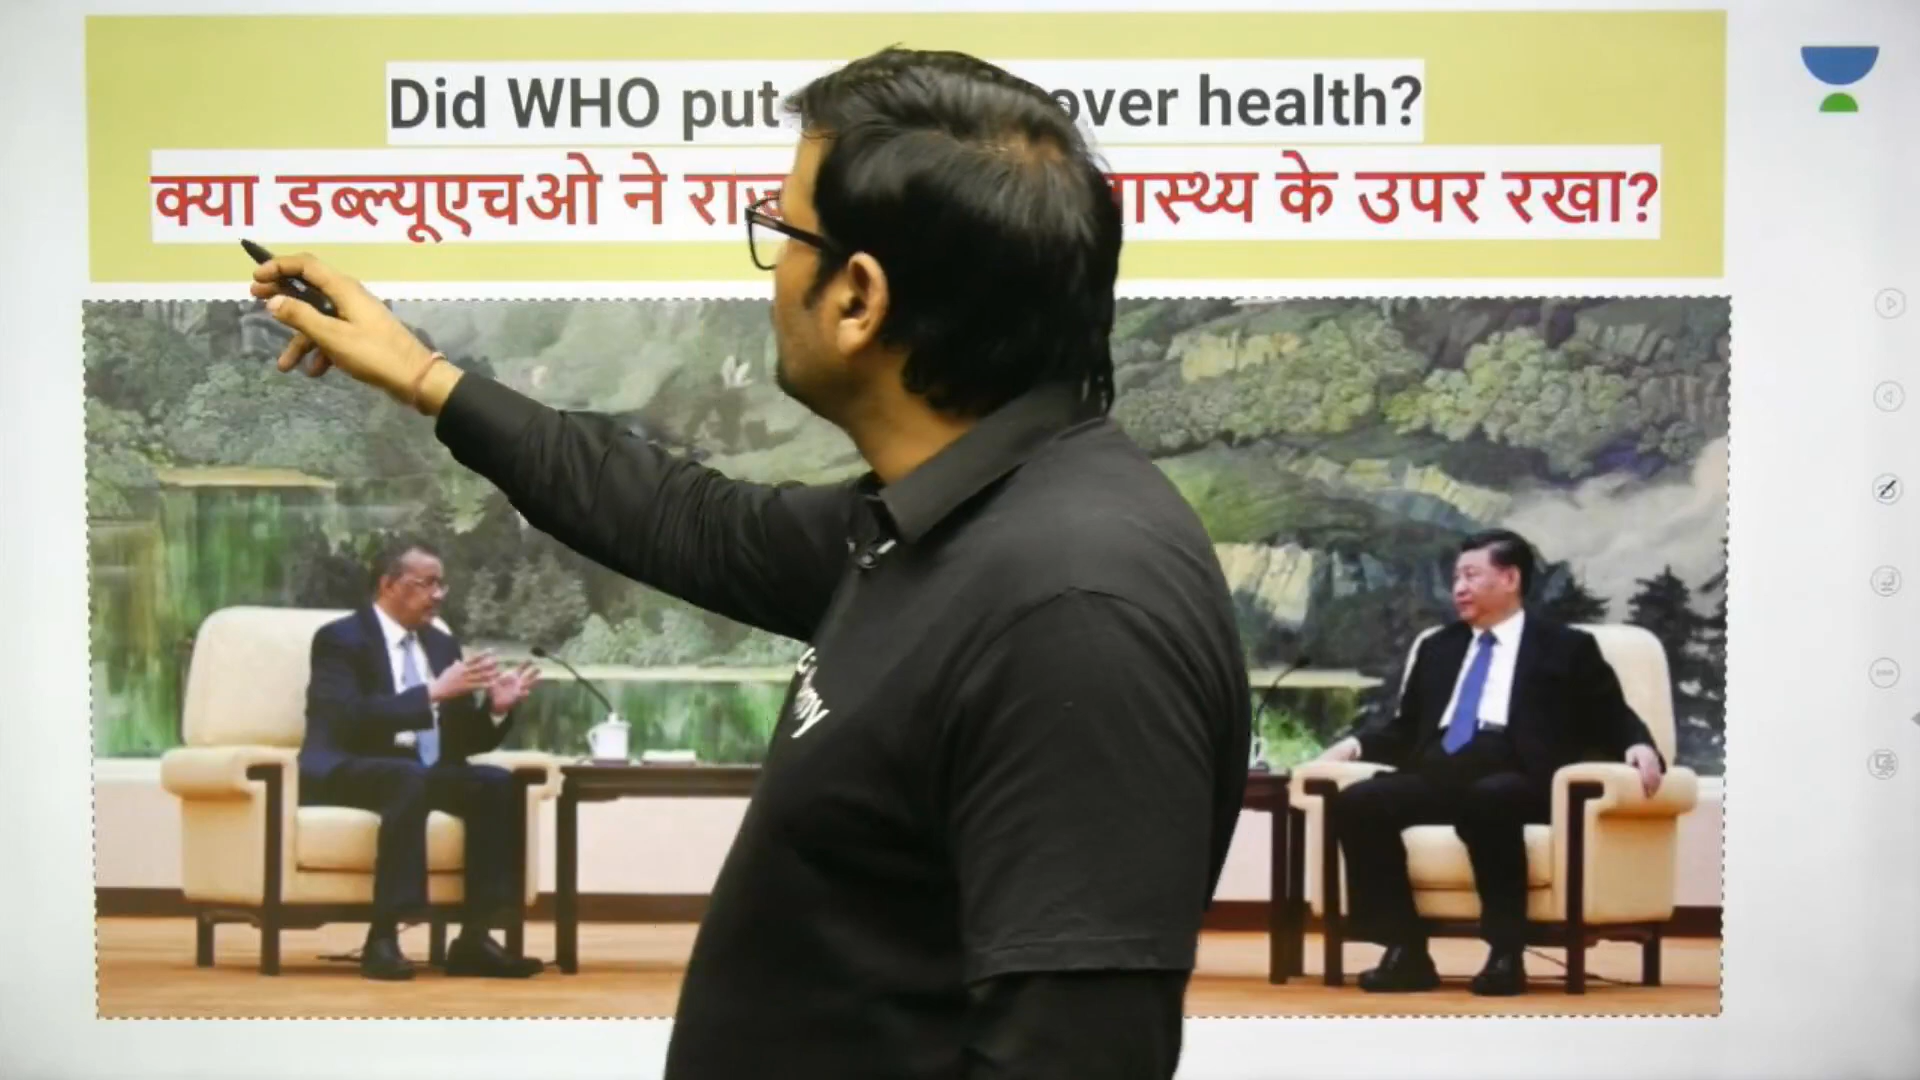 Did WHO put over health?
क्या डब्ल्यूएचओ ने के उपर रखा?